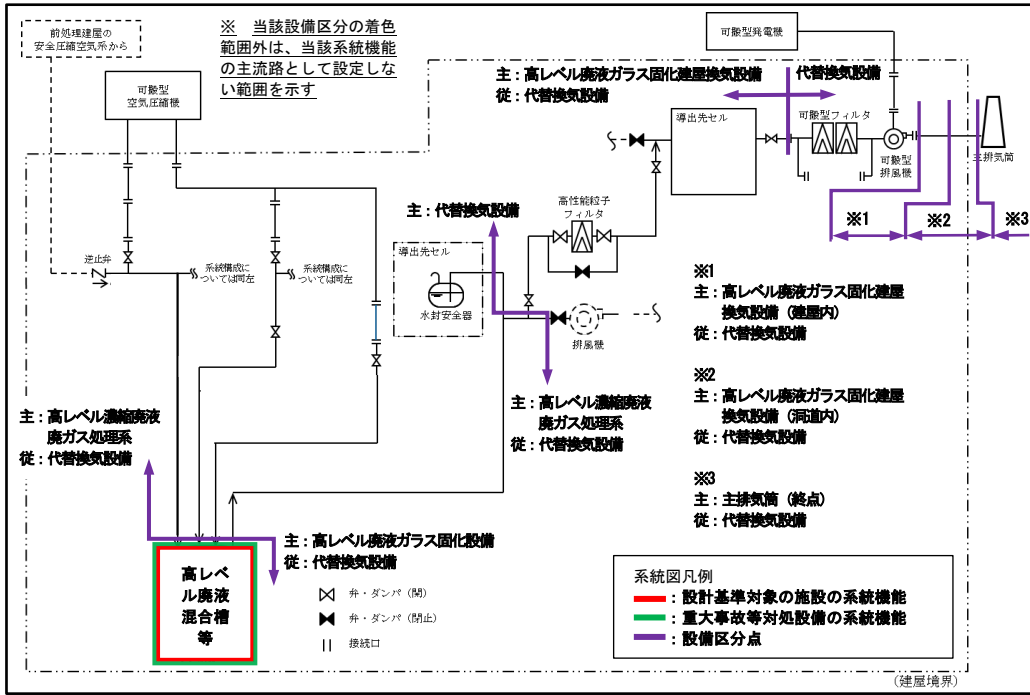 前処理建屋の
安全圧縮空気系から
※　当該設備区分の着色
範囲外は、当該系統機能
の主流路として設定しな
い範囲を示す
可搬型発電機
可搬型
空気圧縮機
主：高レベル廃液ガラス固化建屋換気設備
従：代替換気設備
代替換気設備
導出先セル
可搬型フィルタ
可搬型
排風機
主排気筒
※1
※2
※3
高性能粒子
フィルタ
主：代替換気設備
導出先セル
水封安全器
逆止弁
系統構成に
ついては同左
系統構成に
ついては同左
排風機
※1
主：高レベル廃液ガラス固化建屋
換気設備（建屋内）
従：代替換気設備
※2
主：高レベル廃液ガラス固化建屋
換気設備（洞道内）
従：代替換気設備
※3
主：主排気筒（終点）
従：代替換気設備
主：高レベル濃縮廃液
廃ガス処理系
従：代替換気設備
主：高レベル濃縮廃液
廃ガス処理系
従：代替換気設備
主：高レベル廃液ガラス固化設備
従：代替換気設備
高レベ
ル廃液
混合槽
等
弁・ダンパ（開）
弁・ダンパ（閉止）
接続口
系統図凡例
：設計基準対象の施設の系統機能
：重大事故等対処設備の系統機能
：設備区分点
（建屋境界）